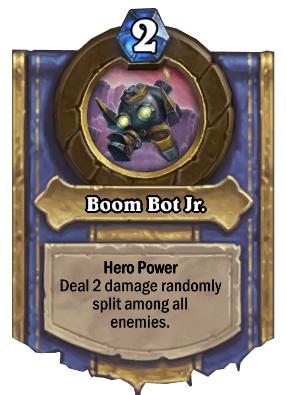 2
Boom Bot Jr.
Hero Power
Deal 2 damage randomly
split among all
enemies.